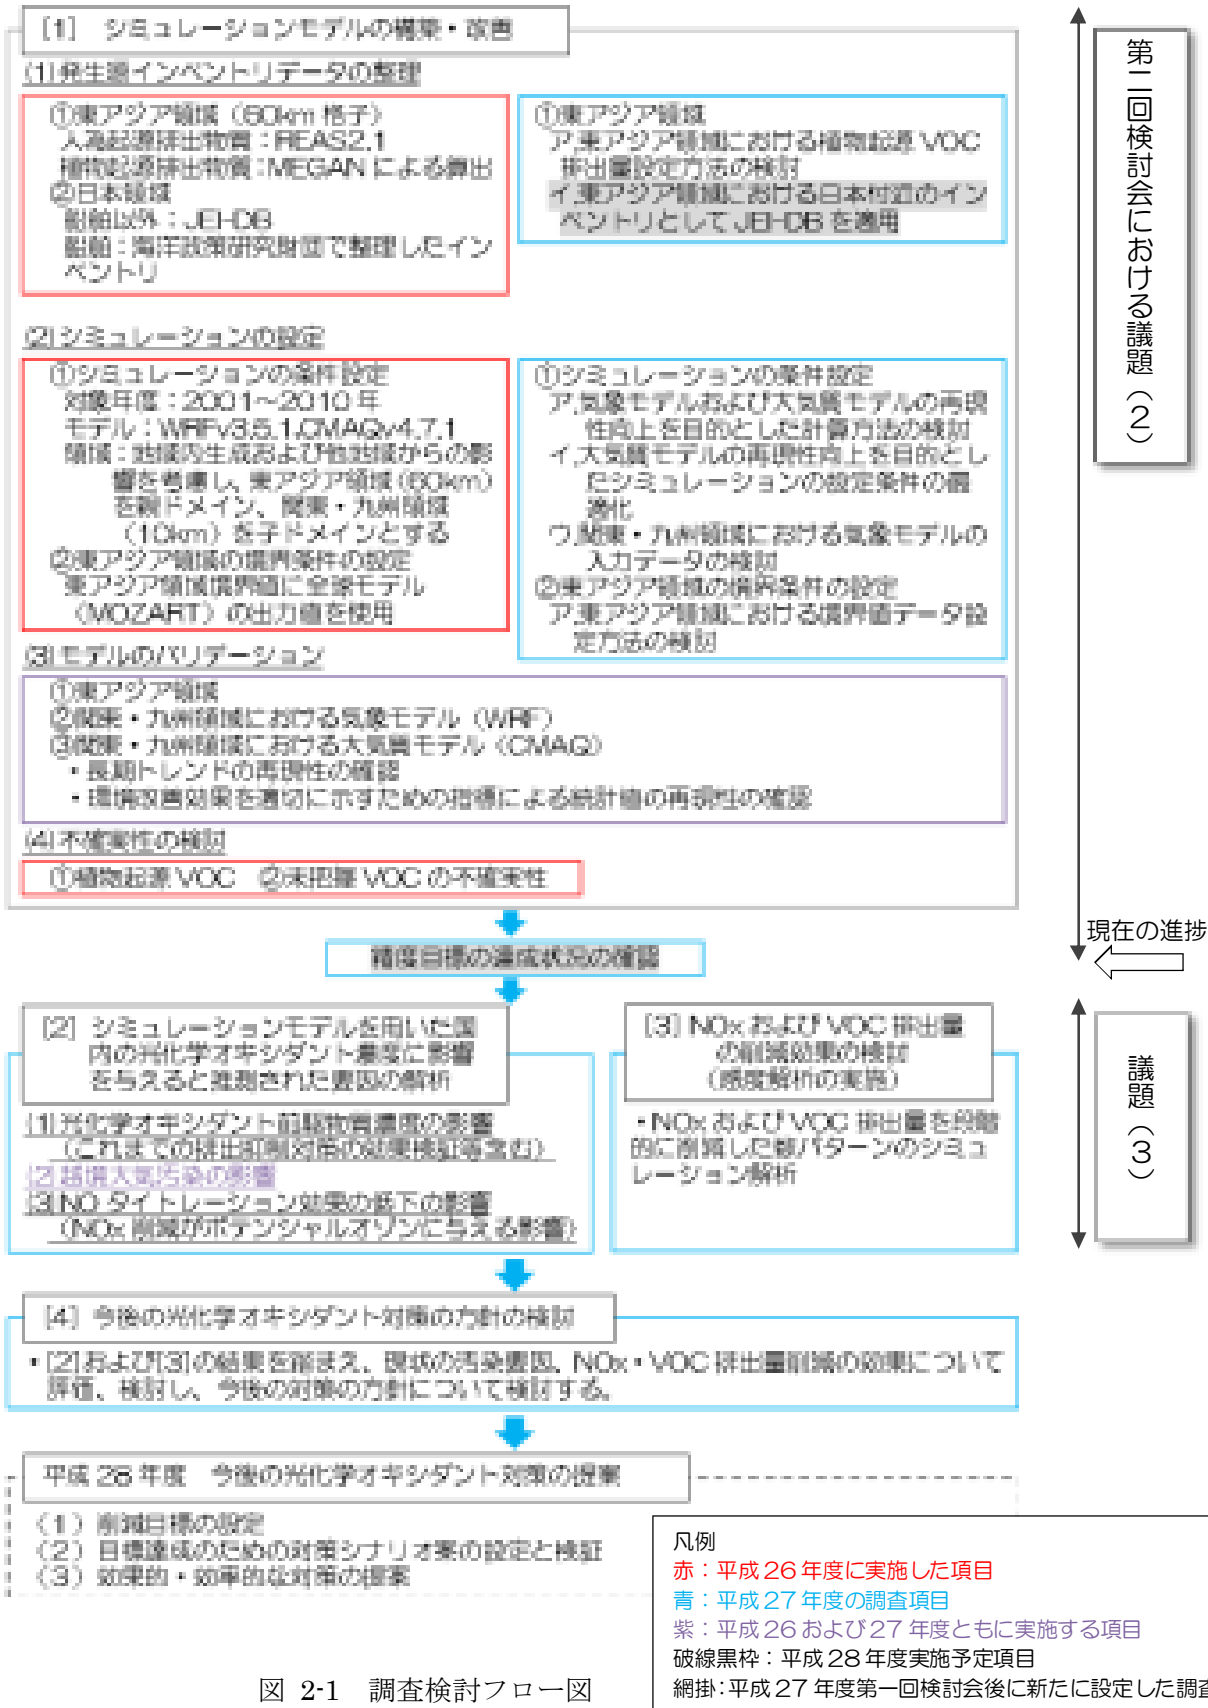 [1] シミュレーションモデルの構築・改善
(1)発生源インベントリデータの整理
①東アジア領域（60km 格子）
人為起源排出物質：REAS2.1
植物起源排出物質：MEGAN による算出
②日本領域
船舶以外：JEI-DB
船舶：海洋政策研究財団で整理したイン
ベントリ
①東アジア領域
ア.東アジア領域における植物起源 VOC
排出量設定方法の検討
イ.東アジア領域における日本付近のイン
ベントリとして JEI-DB を適用
(2)シミュレーションの設定
①シミュレーションの条件設定
対象年度：2001～2010 年
モデル：WRFv3.5.1,CMAQv4.7.1
領域：地域内生成および他地域からの影
響を考慮し、東アジア領域（60km）
を親ドメイン、関東・九州領域
（10km）を子ドメインとする
②東アジア領域の境界条件の設定
東アジア領域境界値に全球モデル
（MOZART）の出力値を使用
①シミュレーションの条件設定
ア.気象モデルおよび大気質モデルの再現
性向上を目的とした計算方法の検討
イ.大気質モデルの再現性向上を目的とし
たシミュレーションの設定条件の最
適化
ウ.関東・九州領域における気象モデルの
入力データの検討
②東アジア領域の境界条件の設定
ア.東アジア領域における境界値データ設
定方法の検討
(3)モデルのバリデーション
①東アジア領域
②関東・九州領域における気象モデル（WRF）
③関東・九州領域における大気質モデル（CMAQ）
・長期トレンドの再現性の確認
・環境改善効果を適切に示すための指標による統計値の再現性の確認
(4)不確実性の検討
①植物起源 VOC ②未把握 VOC の不確実性
第二回検討会における議題（2）
精度目標の達成状況の確認
現在の進捗
[2] シミュレーションモデルを用いた国
内の光化学オキシダント濃度に影響
を与えると推測された要因の解析
(1)光化学オキシダント前駆物質濃度の影響
（これまでの排出抑制対策の効果検証等含む）
(2)越境大気汚染の影響
(3)NO タイトレーション効果の低下の影響
（NOx 削減がポテンシャルオゾンに与える影響）
[3] NOx および VOC 排出量
の削減効果の検討
（感度解析の実施）
・NOx および VOC 排出量を段階
的に削減した数パターンのシミュ
レーション解析
議題（3）
[4] 今後の光化学オキシダント対策の方針の検討
・[2]および[3]の結果を踏まえ、現状の汚染要因、NOx・VOC 排出量削減の効果について
評価、検討し、今後の対策の方針について検討する。
平成 28 年度 今後の光化学オキシダント対策の提案
（1）削減目標の設定
（2）目標達成のための対策シナリオ案の設定と検証
（3）効果的・効率的な対策の提案
凡例
赤：平成 26 年度に実施した項目
青：平成 27 年度の調査項目
紫：平成 26 および 27 年度ともに実施する項目
破線黒枠：平成 28 年度実施予定項目
網掛：平成 27 年度第一回検討会後に新たに設定した調査
図 2-1 調査検討フロー図